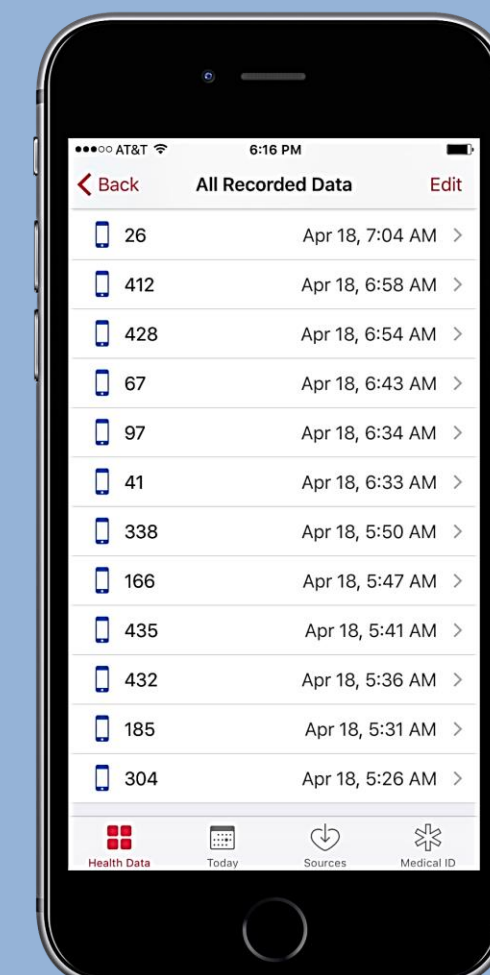 AT&T 6:16 PM
Back All Recorded Data Edit
26 Apr 18, 7:04 AM
412 Apr 18, 6:58 AM
428 Apr 18, 6:54 AM
67 Apr 18, 6:43 AM
97 Apr 18, 6:34 AM
41 Apr 18, 6:33 AM
338 Apr 18, 5:50 AM
166 Apr 18, 5:47 AM
435 Apr 18, 5:41 AM
432 Apr 18, 5:36 AM
185 Apr 18, 5:31 AM
304 Apr 18, 5:26 AM
Health Data Today Sources Medical ID